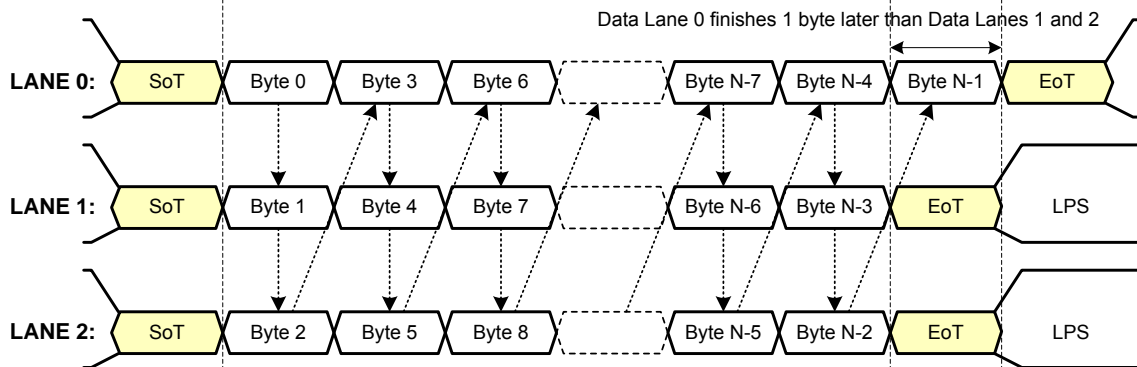 Data Lane 0 finishes 1 byte later than Data Lanes 1 and 2
LANE 0: SoT Byte 0 Byte 3 Byte 6 Byte N-7 Byte N-4 Byte N-1 EoT
LANE 1: SoT Byte 1 Byte 4 Byte 7 Byte N-6 Byte N-3 EoT LPS
LANE 2: SoT Byte 2 Byte 5 Byte 8 Byte N-5 Byte N-2 EoT LPS